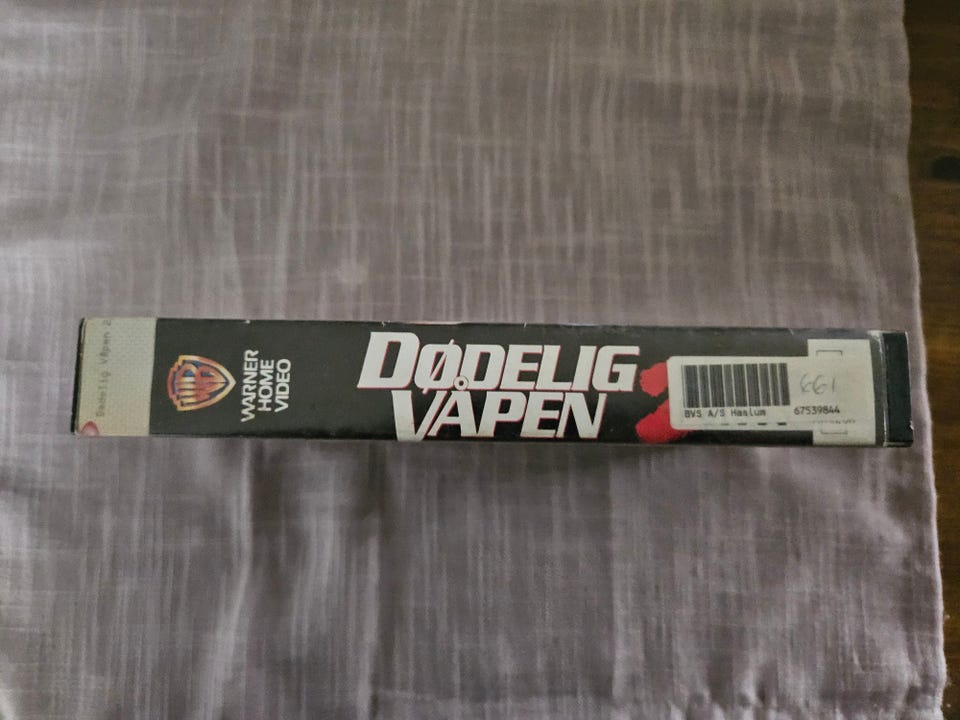 Dødelig Våpen 2
WARNER
HOME
VIDEO
DØDELIG
VÅPEN
661
BVS A/S Haslum 67539844